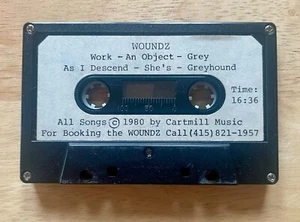 WOUNDZ
Work - An Object - Grey
As I Descend - She's - Greyhound
Time:
16:36
All Songs © 1980 by Cartmill Music
For Booking the WOUNDZ Call(415)821-1957